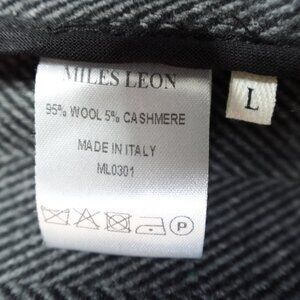 MILES LEON
95% WOOL 5% CASHMERE
MADE IN ITALY
ML0301
P
L